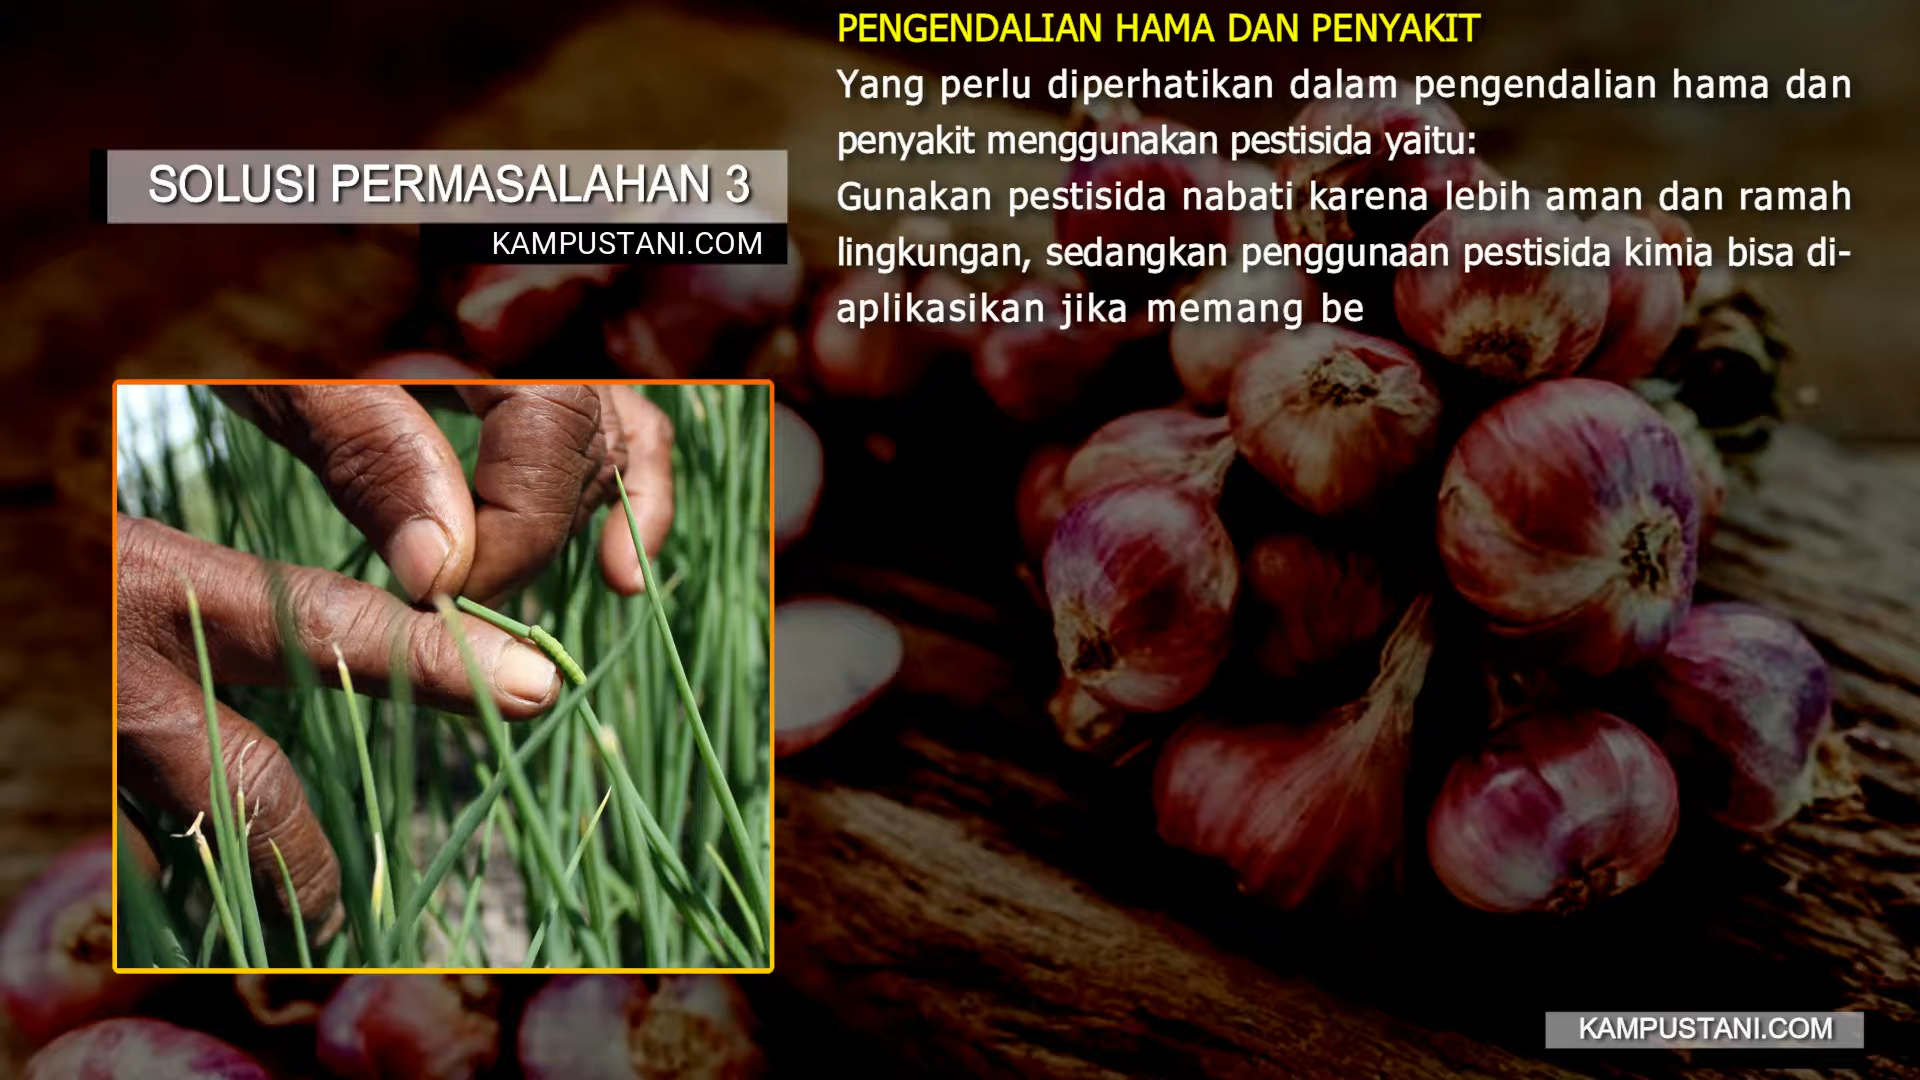 PENGENDALIAN HAMA DAN PENYAKIT
Yang perlu diperhatikan dalam pengendalian hama dan
penyakit menggunakan pestisida yaitu:
Gunakan pestisida nabati karena lebih aman dan ramah
lingkungan, sedangkan penggunaan pestisida kimia bisa di-
aplikasikan jika memang be
SOLUSI PERMASALAHAN 3
KAMPUSTANI.COM
KAMPUSTANI.COM